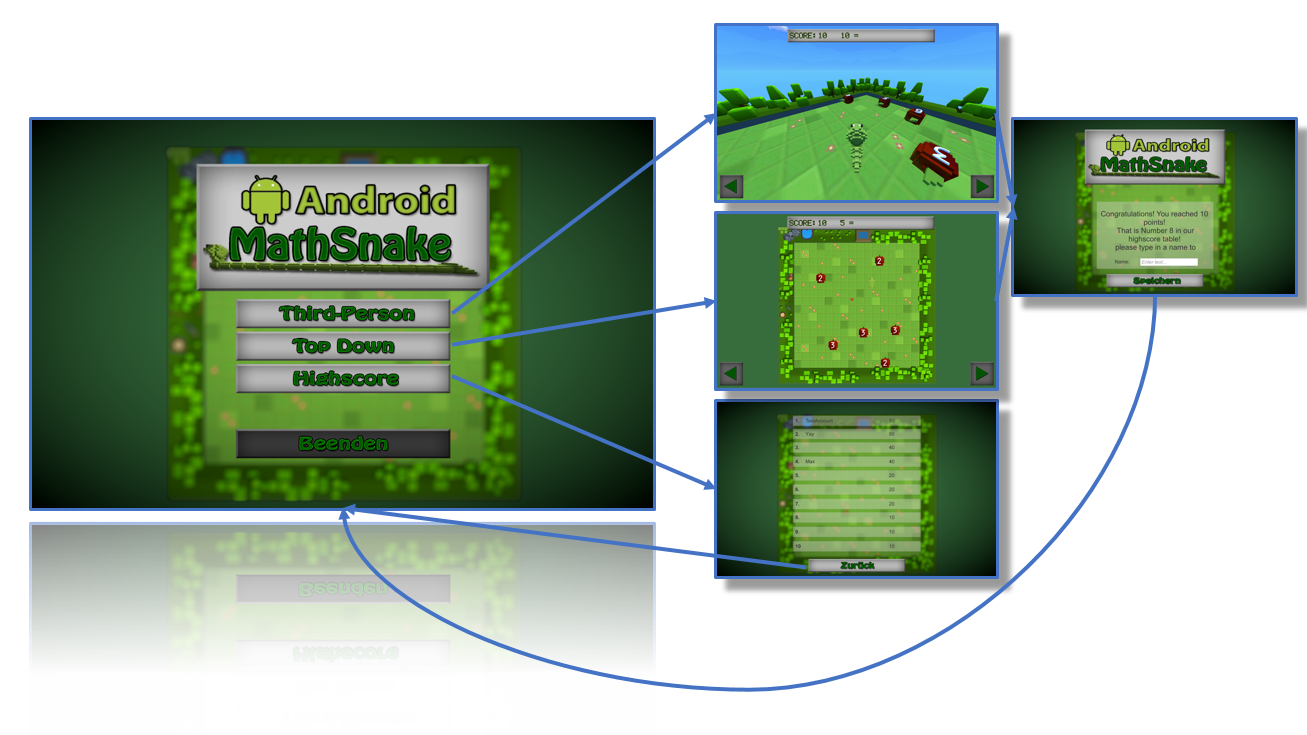 Android
MathSnake
Third-Person
Top Down
Highscore
Beenden
SCORE:10 10 =
2
SCORE:10 5 =
2
2
3
3
3
2
1.
2. Yay
3. 40
4. Max 40
5. 20
6. 20
7. 20
8. 10
9. 10
10 10
Zurück
Android
MathSnake
Congratulations! You reached 10
points!
That is Number 8 in our
highscore table!
please type in a name to
Name: Enter text...
Speichern